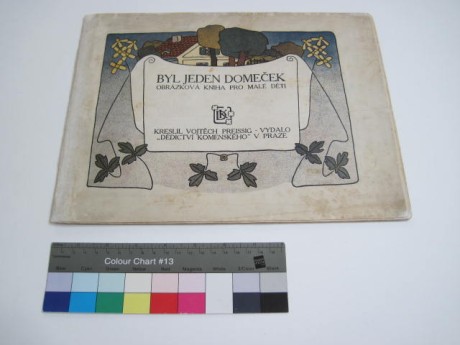 BYL JEDEN DOMEČEK
OBRÁZKOVÁ KNIHA PRO MALÉ DĚTI
KRESLIL VOJTĚCH PREISSIG - VYDALO
„DĚDICTVÍ KOMENSKÉHO" V PRAZE
Colour Chart #13